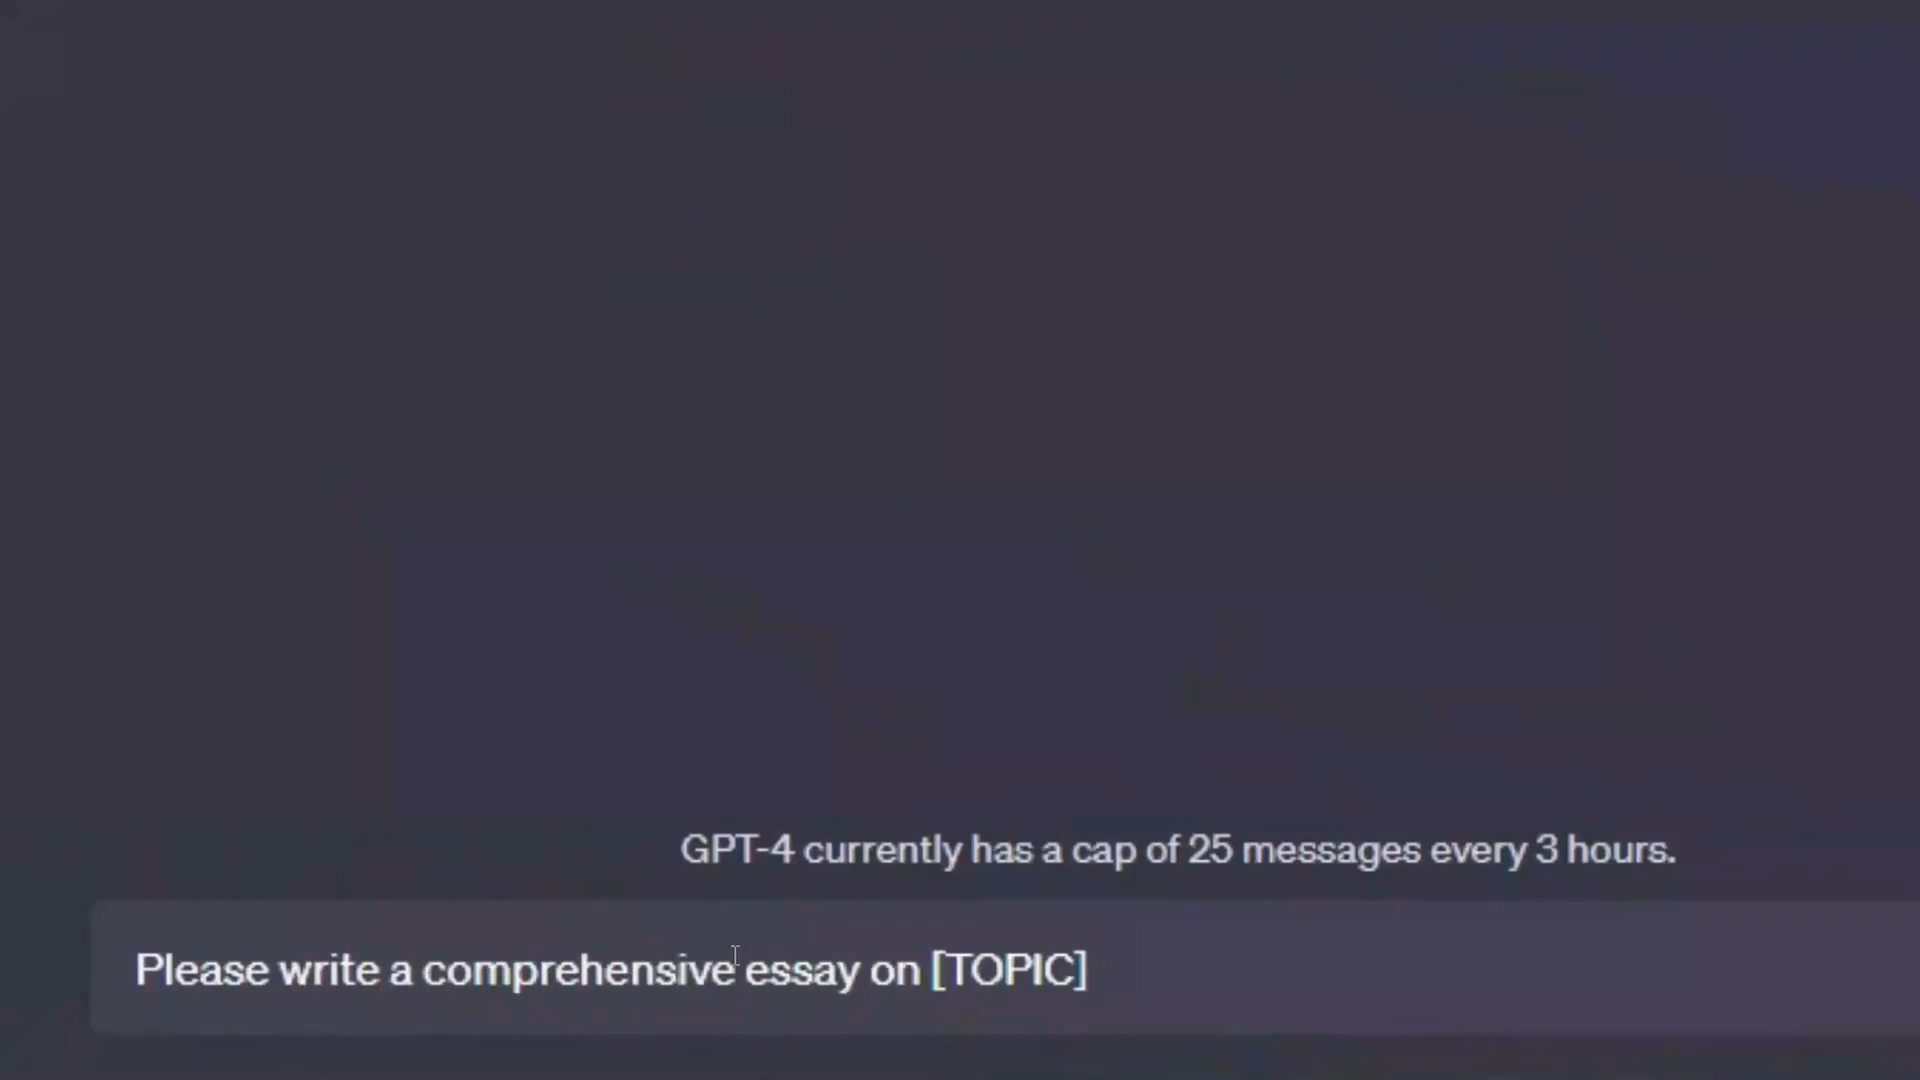 GPT-4 currently has a cap of 25 messages every 3 hours.
Please write a comprehensive essay on [TOPIC]